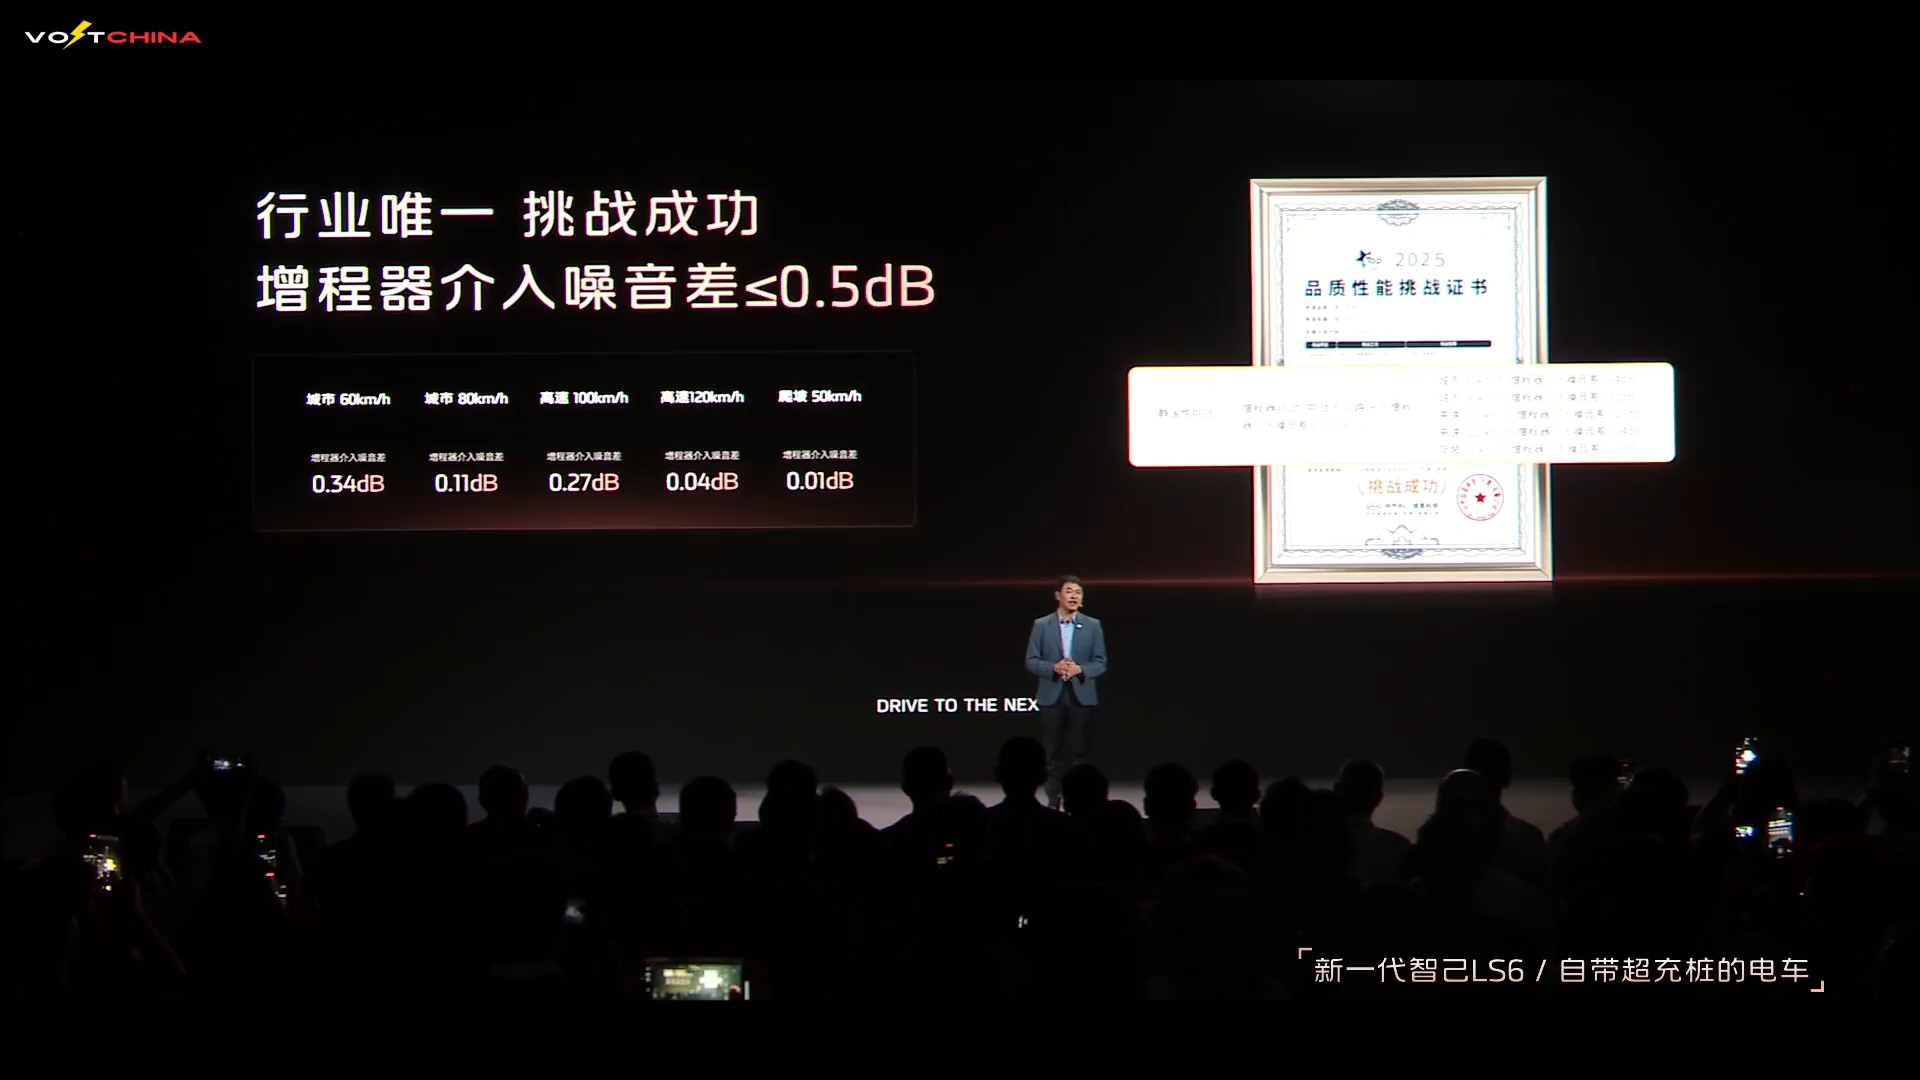 VOLTCHINA
行业唯一 挑战成功
增程器介入噪音差≤0.5dB
城市 60km/h 城市 80km/h 高速 100km/h 高速120km/h 爬坡 50km/h
增程器介入噪音差 增程器介入噪音差 增程器介入噪音差 增程器介入噪音差 增程器介入噪音差
0.34dB 0.11dB 0.27dB 0.04dB 0.01dB
TOP 2025
品质性能挑战证书
(挑战成功)
DRIVE TO THE NEX
「新一代智己LS6 / 自带超充桩的电车」